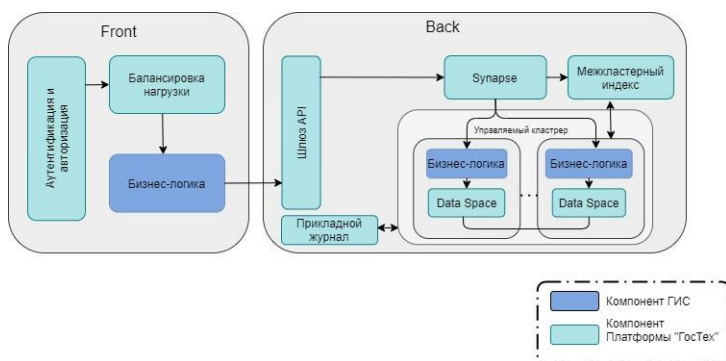 Front
Back
Аутентификация и
авторизация
Балансировка
нагрузки
Бизнес-логика
Шлюз API
Synapse
Межкластерный
индекс
Управляемый кластрер
Бизнес-логика
Data Space
...
Бизнес-логика
Data Space
Прикладной
журнал
Компонент ГИС
Компонент
Платформы "ГосТех"